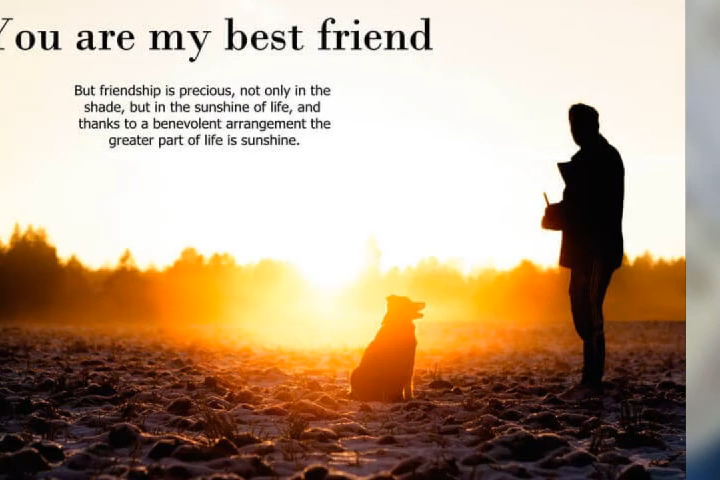 You are my best friend
But friendship is precious, not only in the
shade, but in the sunshine of life, and
thanks to a benevolent arrangement the
greater part of life is sunshine.